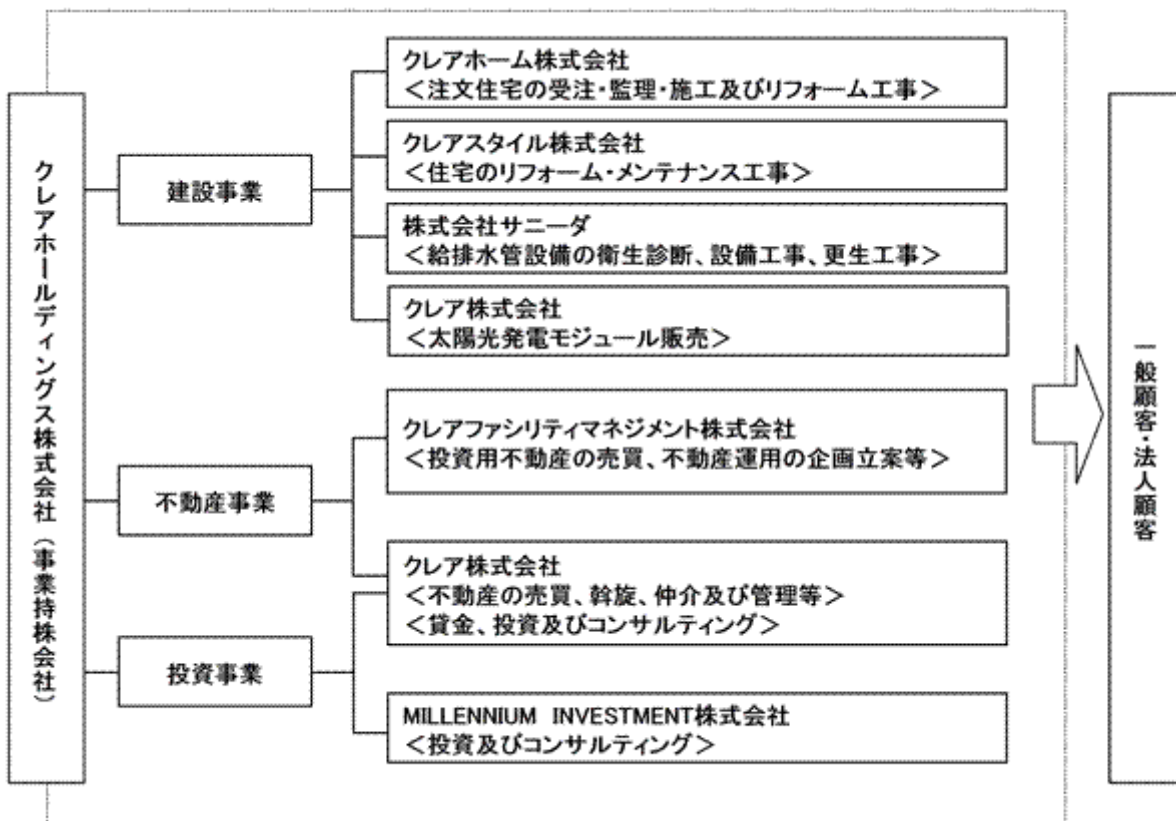 クレアホールディングス株式会社（事業持株会社）
建設事業
クレアホーム株式会社
＜注文住宅の受注・監理・施工及びリフォーム工事＞
クレアスタイル株式会社
＜住宅のリフォーム・メンテナンス工事＞
株式会社サニーダ
＜給排水管設備の衛生診断、設備工事、更生工事＞
クレア株式会社
＜太陽光発電モジュール販売＞
不動産事業
クレアファシリティマネジメント株式会社
＜投資用不動産の売買、不動産運用の企画立案等＞
クレア株式会社
＜不動産の売買、斡旋、仲介及び管理等＞
＜貸金、投資及びコンサルティング＞
投資事業
MILLENNIUM INVESTMENT株式会社
＜投資及びコンサルティング＞
一般顧客・法人顧客